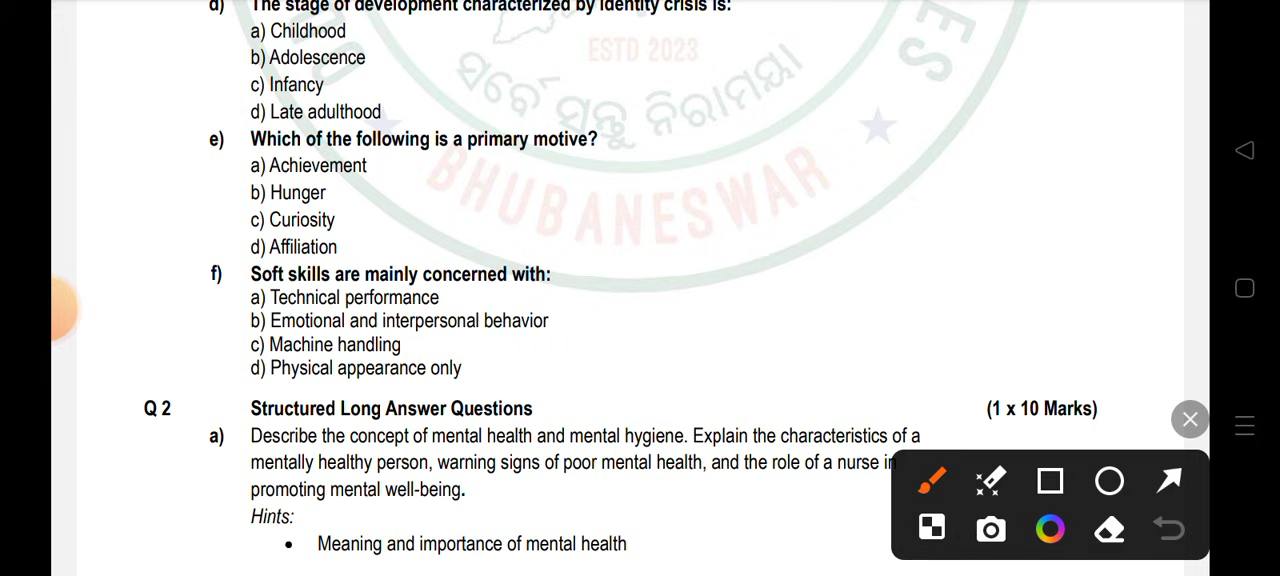 d) The stage of development characterized by identity crisis is:
a) Childhood
b) Adolescence
c) Infancy
d) Late adulthood
e) Which of the following is a primary motive?
a) Achievement
b) Hunger
c) Curiosity
d) Affiliation
f) Soft skills are mainly concerned with:
a) Technical performance
b) Emotional and interpersonal behavior
c) Machine handling
d) Physical appearance only
Q 2 Structured Long Answer Questions (1 x 10 Marks)
a) Describe the concept of mental health and mental hygiene. Explain the characteristics of a
mentally healthy person, warning signs of poor mental health, and the role of a nurse in
promoting mental well-being.
Hints:
• Meaning and importance of mental health
ESTD 2023
ସର୍ବେ ସନ୍ତୁ ନିରାମୟା
BHUBANESWAR